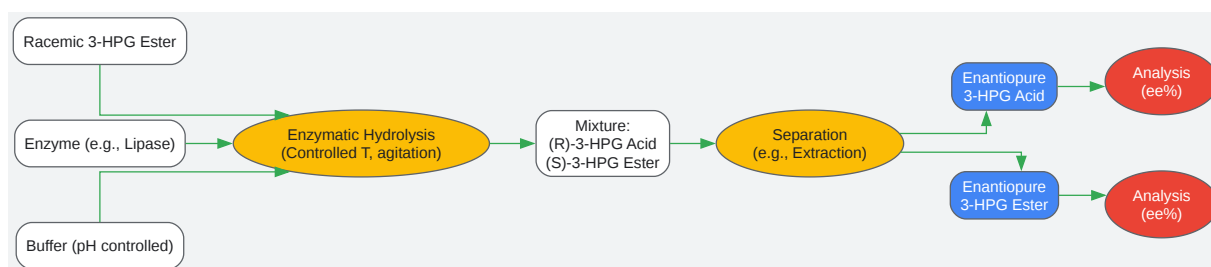 Racemic 3-HPG Ester
Enzyme (e.g., Lipase)
Buffer (pH controlled)
Enzymatic Hydrolysis
(Controlled T, agitation)
Mixture:
(R)-3-HPG Acid
(S)-3-HPG Ester
Separation
(e.g., Extraction)
Enantiopure
3-HPG Acid
Analysis
(ee%)
Enantiopure
3-HPG Ester
Analysis
(ee%)